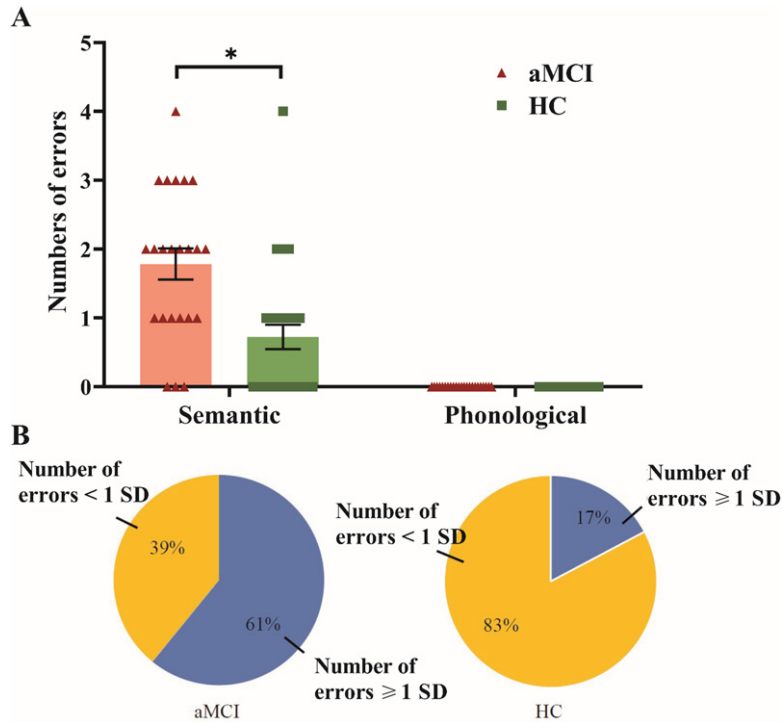 A
5
4
3
2
1
0
Numbers of errors
*
aMCI
HC
Semantic
Phonological
B
Number of
errors < 1 SD
39%
61%
Number of
errors ⩾ 1 SD
aMCI
Number of
errors < 1 SD
17%
Number of
errors ⩾ 1 SD
83%
HC